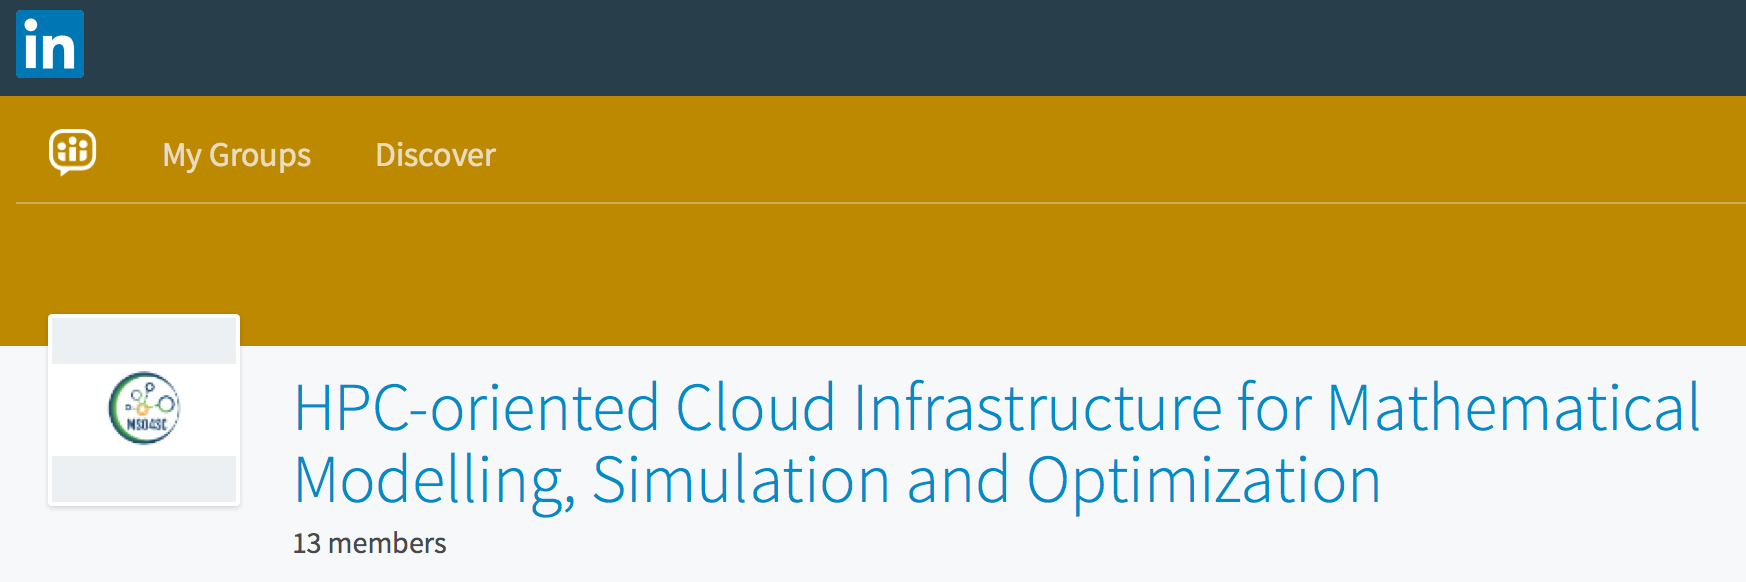 in
My Groups Discover
MSO4SC
HPC-oriented Cloud Infrastructure for Mathematical
Modelling, Simulation and Optimization
13 members